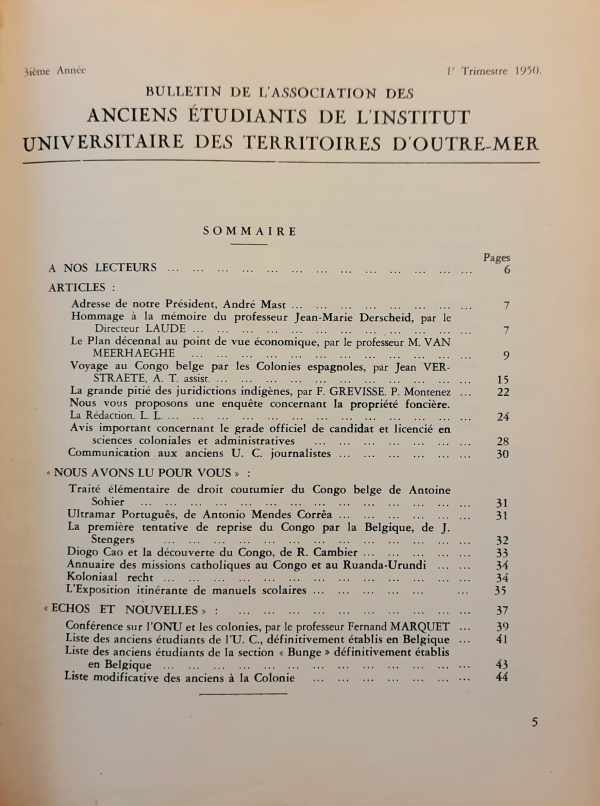 3ième Année 1r Trimestre 1950.
BULLETIN DE L'ASSOCIATION DES
ANCIENS ÉTUDIANTS DE L'INSTITUT
UNIVERSITAIRE DES TERRITOIRES D'OUTRE-MER
SOMMAIRE
Pages
A NOS LECTEURS ... ... ... ... ... ... ... ... ... ... ... ... 6
ARTICLES :
Adresse de notre Président, André Mast ... ... ... ... ... ... ... 7
Hommage à la mémoire du professeur Jean-Marie Derscheid, par le
Directeur LAUDE ... ... ... ... ... ... ... ... ... ... ... 7
Le Plan décennal au point de vue économique, par le professeur M. VAN
MEERHAEGHE ... ... ... ... ... ... ... ... ... ... ... 9
Voyage au Congo belge par les Colonies espagnoles, par Jean VER-
STRAETE, A. T. assist. ... ... ... ... ... ... ... ... ... ... 15
La grande pitié des juridictions indigènes, par F. GREVISSE. P. Montenez ... 22
Nous vous proposons une enquête concernant la propriété foncière.
La Rédaction. L. L. ... ... ... ... ... ... ... ... ... ... ... 24
Avis important concernant le grade officiel de candidat et licencié en
sciences coloniales et administratives ... ... ... ... ... ... 28
Communication aux anciens U. C. journalistes ... ... ... ... ... ... 30
« NOUS AVONS LU POUR VOUS » :
Traité élémentaire de droit coutumier du Congo belge de Antoine
Sohier ... ... ... ... ... ... ... ... ... ... ... ... 31
Ultramar Português, de Antonio Mendes Corrêa ... ... ... ... ... ... 31
La première tentative de reprise du Congo par la Belgique, de J.
Stengers ... ... ... ... ... ... ... ... ... ... ... ... 32
Diogo Cao et la découverte du Congo, de R. Cambier ... ... ... ... ... 33
Annuaire des missions catholiques au Congo et au Ruanda-Urundi ... ... 34
Koloniaal recht ... ... ... ... ... ... ... ... ... ... ... ... 34
L'Exposition itinérante de manuels scolaires ... ... ... ... ... ... 35
« ECHOS ET NOUVELLES » : ... ... ... ... ... ... ... ... ... 37
Conférence sur l'ONU et les colonies, par le professeur Fernand MARQUET ... 39
Liste des anciens étudiants de l'U. C., définitivement établis en Belgique ... 41
Liste des anciens étudiants de la section « Bunge » définitivement établis
en Belgique ... ... ... ... ... ... ... ... ... ... ... ... 43
Liste modificative des anciens à la Colonie ... ... ... ... ... ... ... 44
5